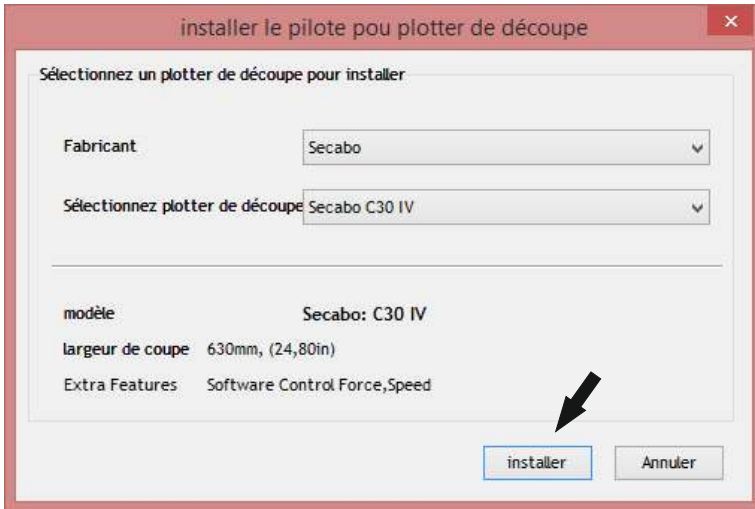 installer le pilote pou plotter de découpe
Sélectionnez un plotter de découpe pour installer
Fabricant Secabo
Sélectionnez plotter de découpe Secabo C30 IV
modèle Secabo: C30 IV
largeur de coupe 630mm, (24,80in)
Extra Features Software Control Force,Speed
installer Annuler